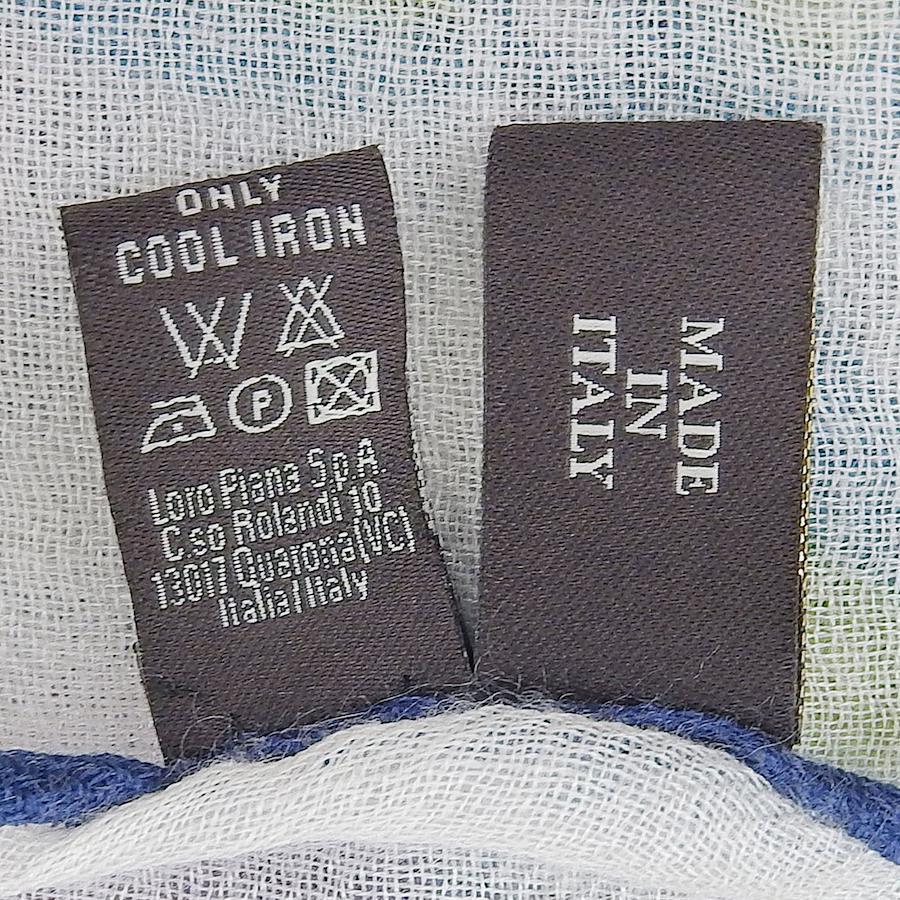 ONLY
COOL IRON
P
Loro Piana S.p.A.
C.so Rolandi 10
13017 Quarona(VC)
Italia/Italy
MADE
IN
ITALY